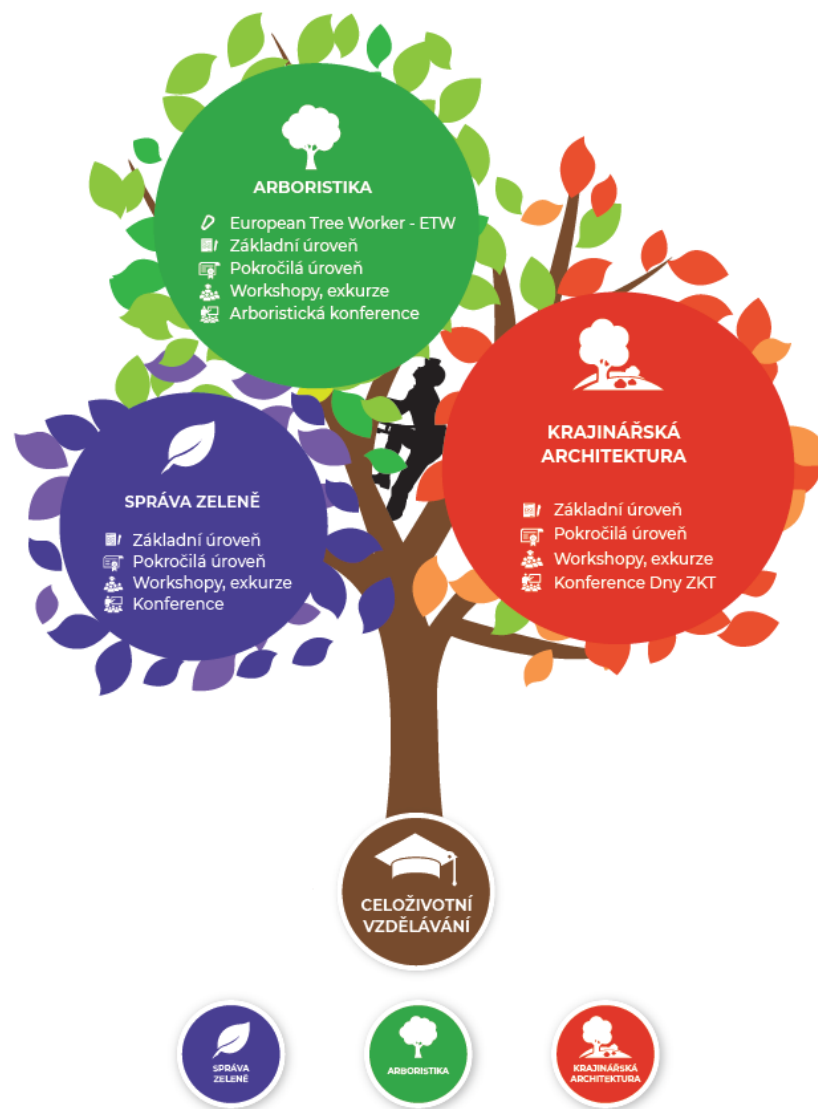 ARBORISTIKA
European Tree Worker - ETW
Základní úroveň
Pokročilá úroveň
Workshopy, exkurze
Arboristická konference
SPRÁVA ZELENĚ
Základní úroveň
Pokročilá úroveň
Workshopy, exkurze
Konference
KRAJINÁŘSKÁ
ARCHITEKTURA
Základní úroveň
Pokročilá úroveň
Workshopy, exkurze
Konference Dny ZKT
CELOŽIVOTNÍ
VZDĚLÁVÁNÍ
SPRÁVA
ZELENĚ
ARBORISTIKA
KRAJINÁŘSKÁ
ARCHITEKTURA